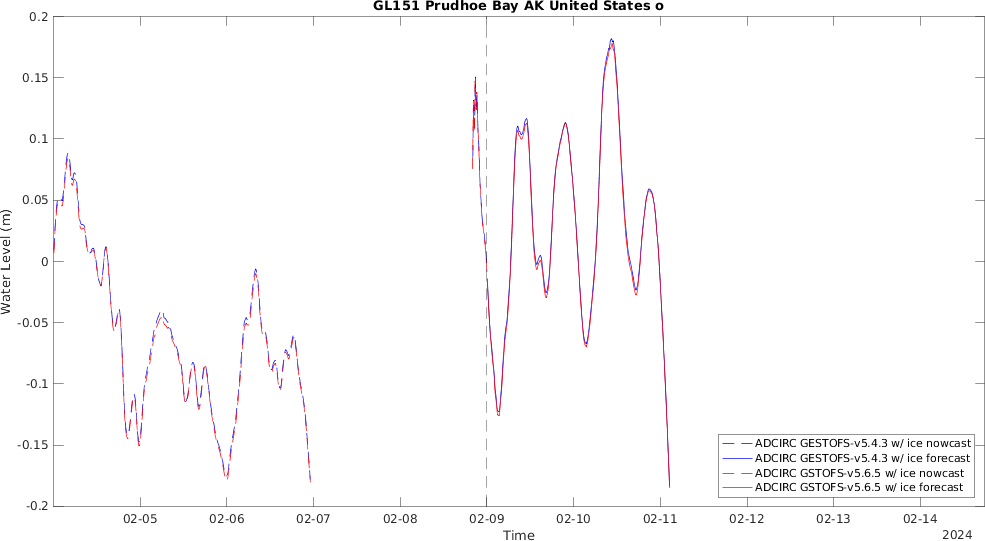 GL151 Prudhoe Bay AK United States o
0.2
0.15
0.1
0.05
0
-0.05
-0.1
-0.15
-0.2
Water Level (m)
02-05 02-06 02-07 02-08 02-09 02-10 02-11 02-12 02-13 02-14
Time
2024
ADCIRC GESTOFS-v5.4.3 w/ ice nowcast
ADCIRC GESTOFS-v5.4.3 w/ ice forecast
ADCIRC GSTOFS-v5.6.5 w/ ice nowcast
ADCIRC GSTOFS-v5.6.5 w/ ice forecast